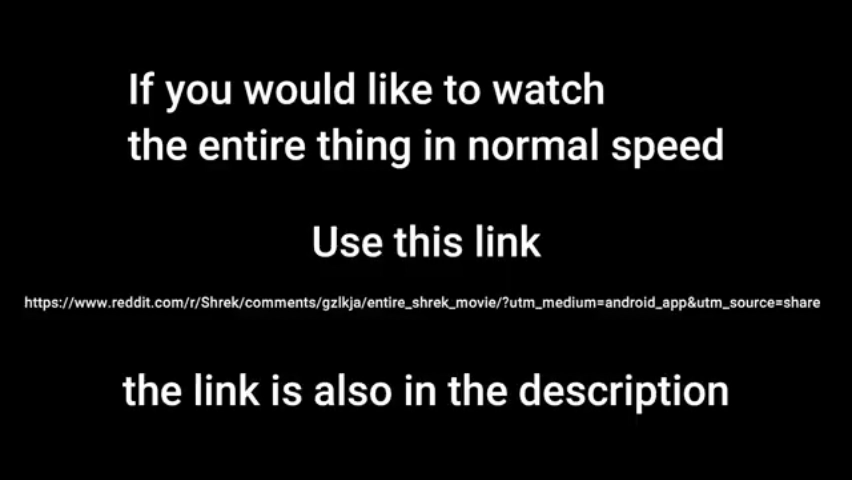 If you would like to watch
the entire thing in normal speed
Use this link
https://www.reddit.com/r/Shrek/comments/gzlkja/entire_shrek_movie/?utm_medium=android_app&utm_source=share
the link is also in the description